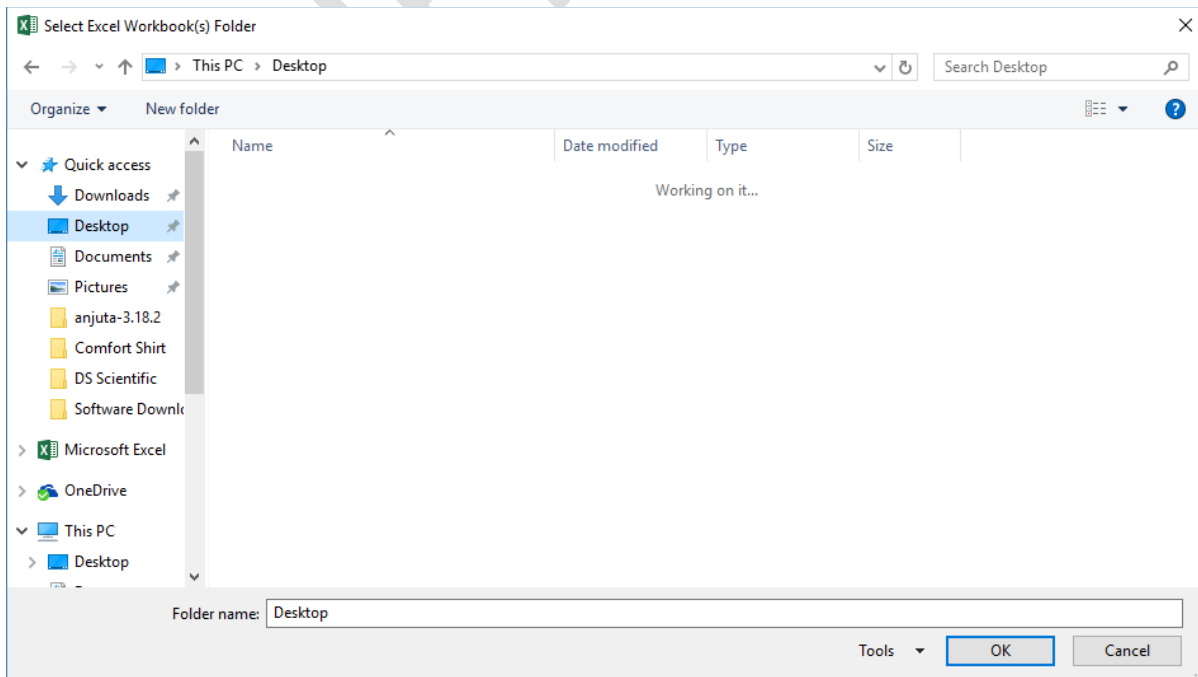 Select Excel Workbook(s) Folder
This PC > Desktop
Search Desktop
Organize
New folder
Name
Date modified
Type
Size
Working on it...
Quick access
Downloads
Desktop
Documents
Pictures
anjuta-3.18.2
Comfort Shirt
DS Scientific
Software Downlo
Microsoft Excel
OneDrive
This PC
Desktop
Folder name: Desktop
Tools
OK
Cancel